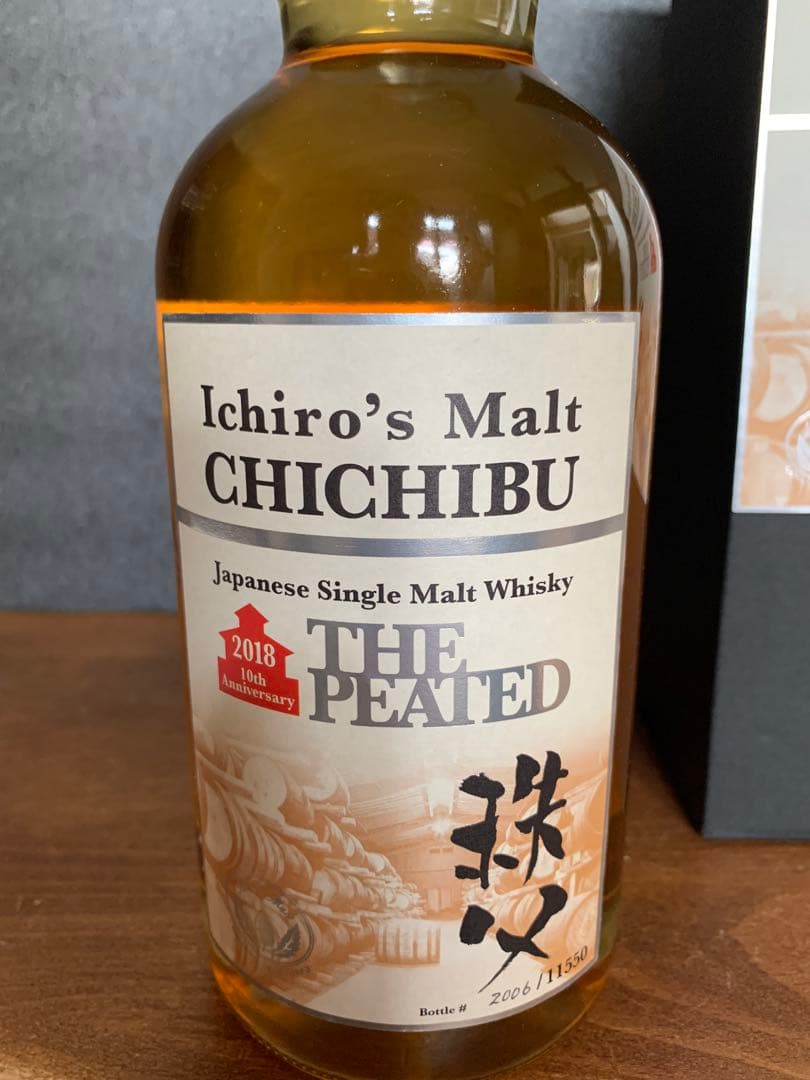 Ichiro's Malt
CHICHIBU
Japanese Single Malt Whisky
2018
10th
Anniversary
THE
PEATED
秩父
Bottle # 2006/11550